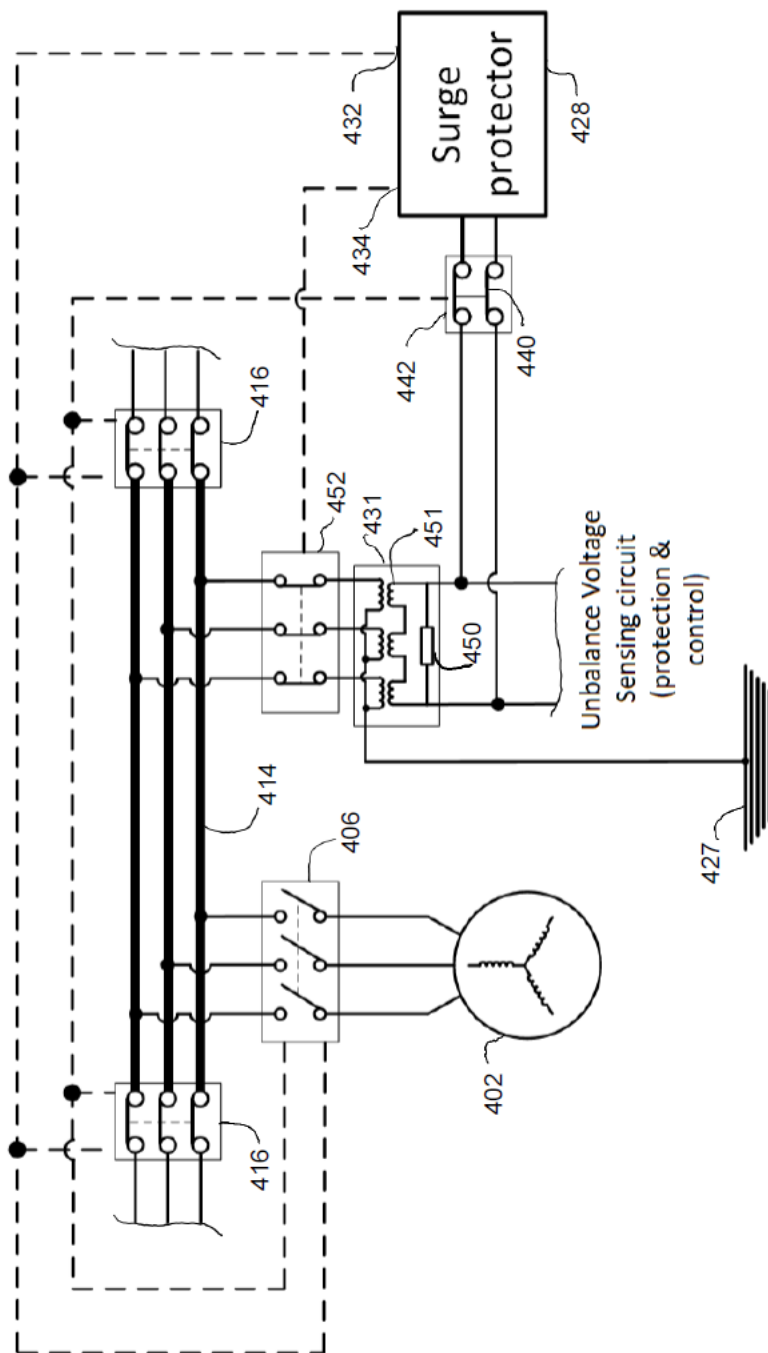 432
Surge
protector
428
434
442
440
416
452
431
451
450
Unbalance Voltage
Sensing circuit
(protection &
control)
414
406
427
416
402